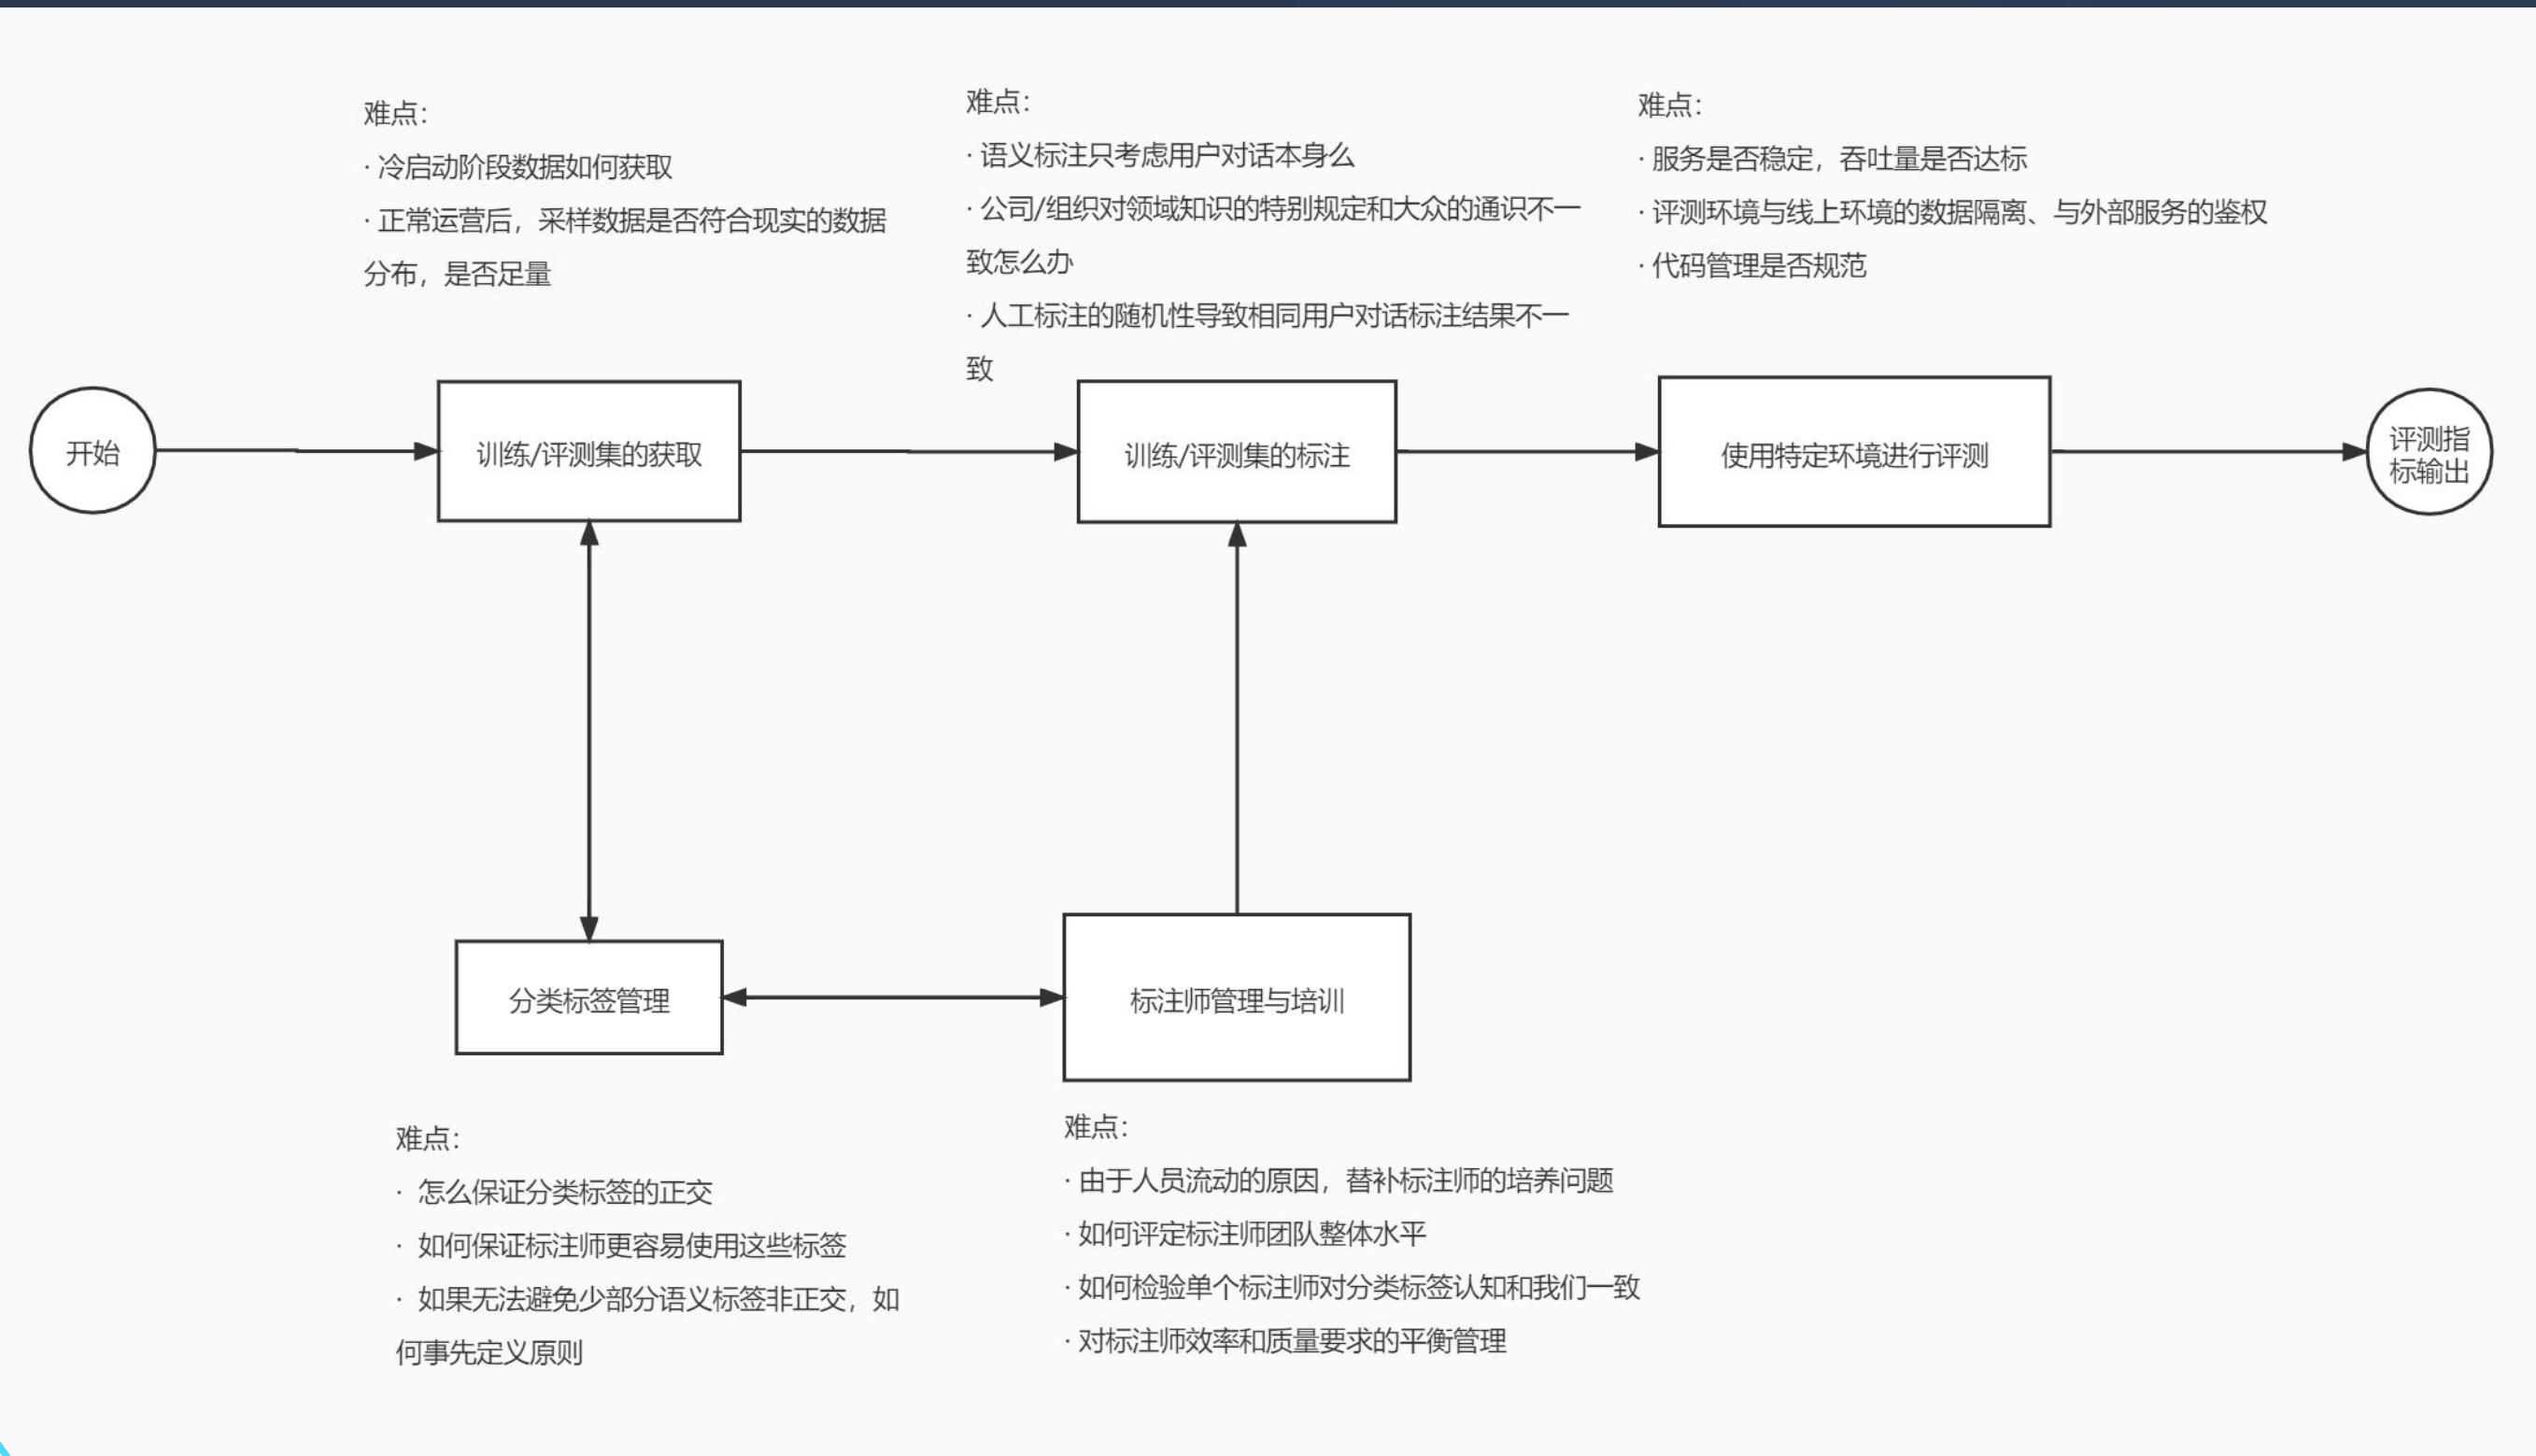 难点：
· 冷启动阶段数据如何获取
· 正常运营后，采样数据是否符合现实的数据
分布，是否足量
难点：
· 语义标注只考虑用户对话本身么
· 公司/组织对领域知识的特别规定和大众的通识不一
致怎么办
· 人工标注的随机性导致相同用户对话标注结果不一
致
难点：
· 服务是否稳定，吞吐量是否达标
· 评测环境与线上环境的数据隔离、与外部服务的鉴权
· 代码管理是否规范
开始
训练/评测集的获取
训练/评测集的标注
使用特定环境进行评测
评测指
标输出
分类标签管理
标注师管理与培训
难点：
· 怎么保证分类标签的正交
· 如何保证标注师更容易使用这些标签
· 如果无法避免少部分语义标签非正交，如
何事先定义原则
难点：
· 由于人员流动的原因，替补标注师的培养问题
· 如何评定标注师团队整体水平
· 如何检验单个标注师对分类标签认知和我们一致
· 对标注师效率和质量要求的平衡管理